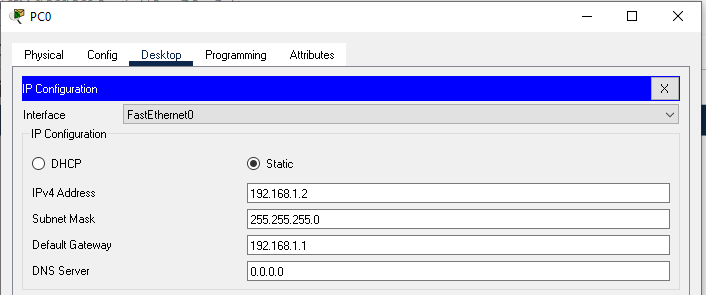 PC0
Physical Config Desktop Programming Attributes
IP Configuration X
Interface FastEthernet0
IP Configuration
DHCP Static
IPv4 Address 192.168.1.2
Subnet Mask 255.255.255.0
Default Gateway 192.168.1.1
DNS Server 0.0.0.0